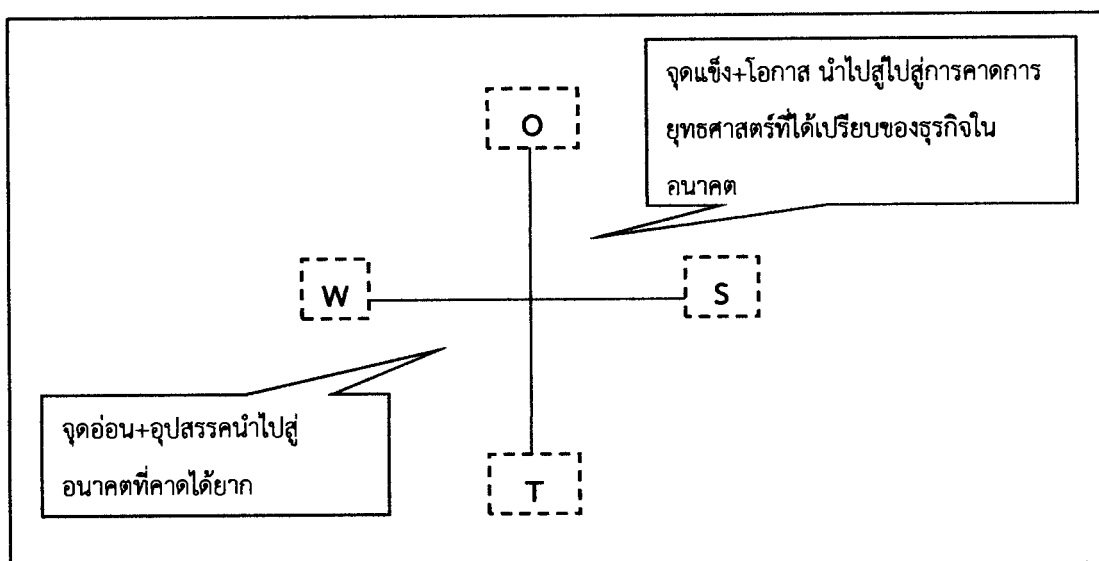 จุดแข็ง+โอกาส นำไปสู่ไปสู่การคาดการ
ยุทธศาสตร์ที่ได้เปรียบของธุรกิจใน
อนาคต
O
W
S
จุดอ่อน+อุปสรรคนำไปสู่
อนาคตที่คาดได้ยาก
T